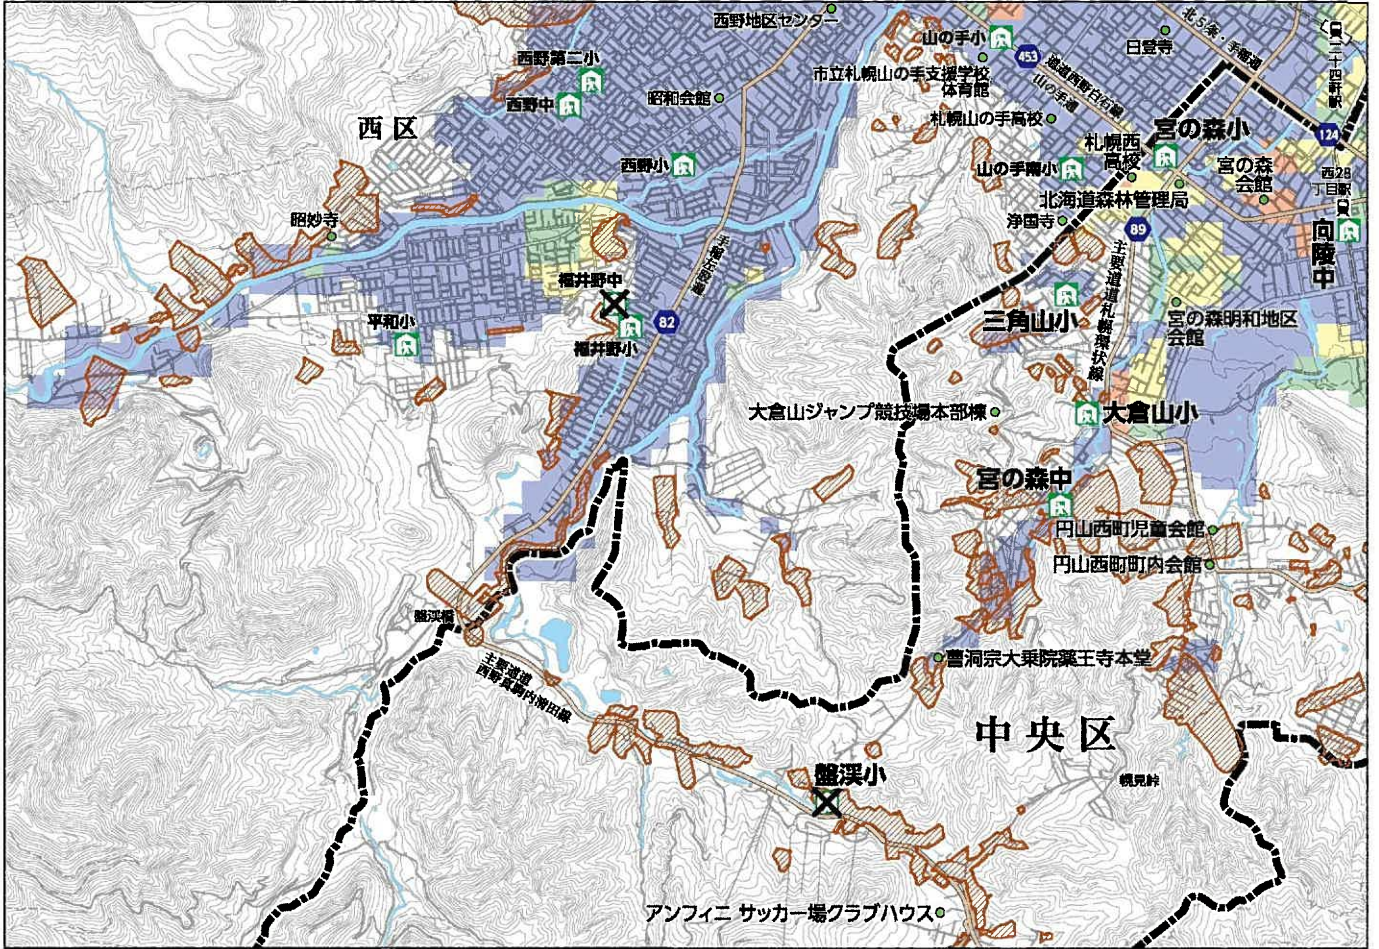 西野地区センター
西野第二小
西野中
昭和会館
西区
西野小
昭妙寺
福井野中
平和小
福井野小
82
手稲左股線
山の手小
453
道道西野白石線
山の手通
市立札幌山の手支援学校
体育館
札幌山の手高校
日登寺
北5条・手稲通
二十四軒駅
124
宮の森小
札幌西
高校
山の手南小
宮の森
会館
西28
丁目駅
北海道森林管理局
浄国寺
89
向陵中
主要道道札幌環状線
三角山小
宮の森明和地区
会館
大倉山ジャンプ競技場本部棟
大倉山小
宮の森中
円山西町児童会館
円山西町町内会館
盤渓橋
主要道道
西野真駒内清田線
曹洞宗大乗院薬王寺本堂
中央区
盤渓小
幌見峠
アンフィニ サッカー場クラブハウス